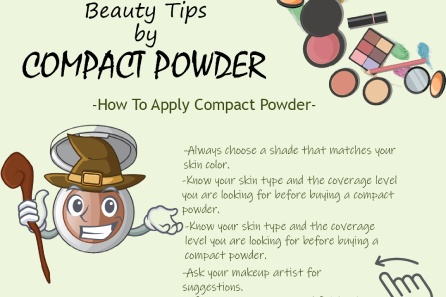 Beauty Tips
by
COMPACT POWDER
-How To Apply Compact Powder-
-Always choose a shade that matches your
skin color.
-Know your skin type and the coverage level
you are looking for before buying a compact
powder.
-Know your skin type and the coverage
level you are looking for before buying a
compact powder.
-Ask your makeup artist for
suggestions.